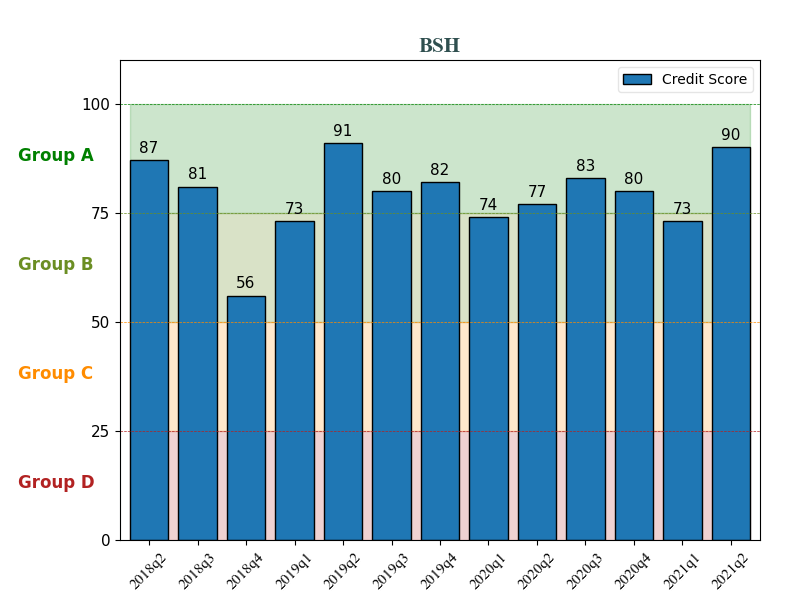 BSH
Credit Score
100
75
50
25
0
Group A
Group B
Group C
Group D
87
81
56
73
91
80
82
74
77
83
80
73
90
2018q2
2018q3
2018q4
2019q1
2019q2
2019q3
2019q4
2020q1
2020q2
2020q3
2020q4
2021q1
2021q2